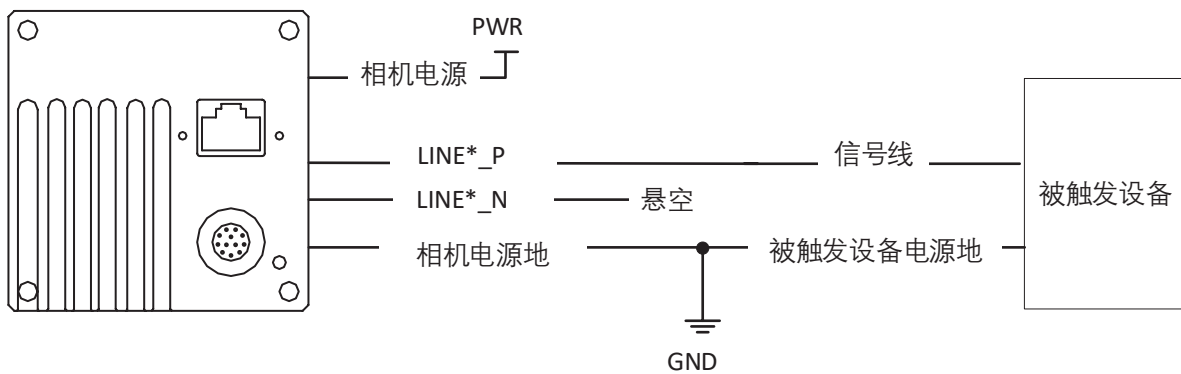 PWR
相机电源
LINE*_P
信号线
LINE*_N
悬空
被触发设备
相机电源地
被触发设备电源地
GND